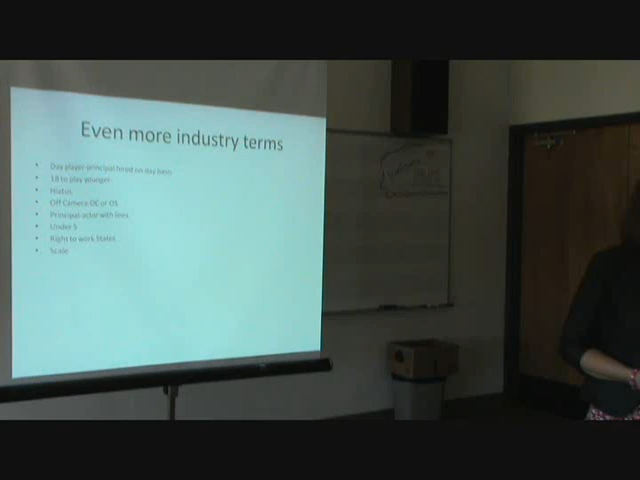 Even more industry terms
• Day player-principal hired on day basis
• 18 to play younger
• Hiatus
• Off Camera-OC or OS
• Principal-actor with lines
• Under 5
• Right to work States
• Scale